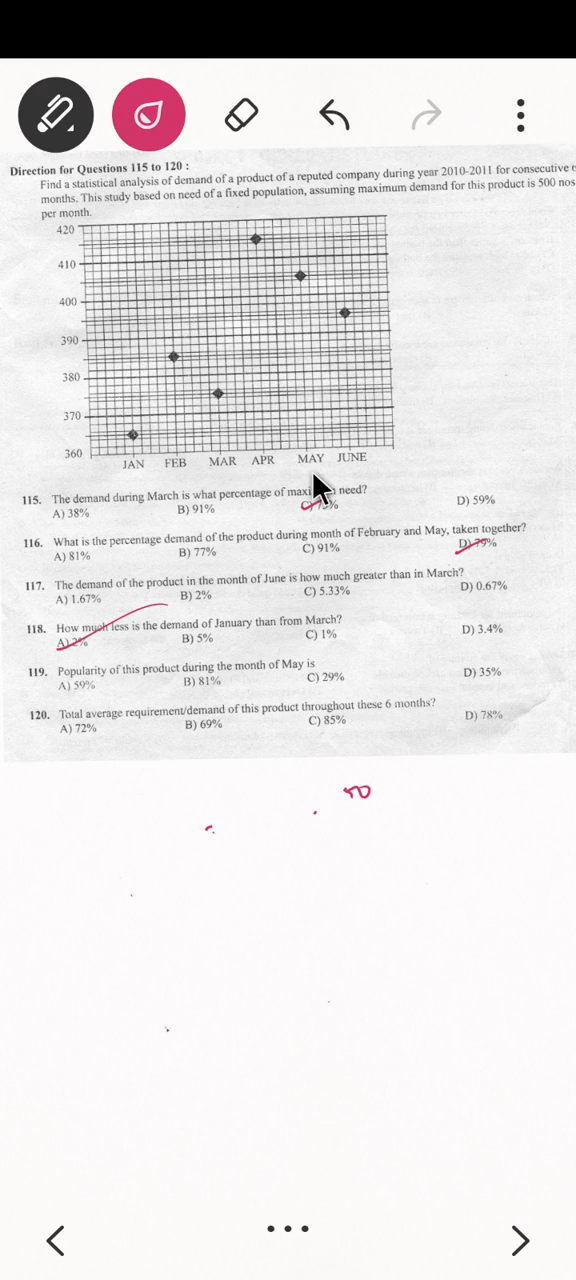 Direction for Questions 115 to 120 :
Find a statistical analysis of demand of a product of a reputed company during year 2010-2011 for consecutive
months. This study based on need of a fixed population, assuming maximum demand for this product is 500 nos
per month.
420
410
400
390
380
370
360
JAN FEB MAR APR MAY JUNE
115. The demand during March is what percentage of need?
A) 38% B) 91% C) D) 59%
116. What is the percentage demand of the product during month of February and May, taken together?
A) 81% B) 77% C) 91% D) 79%
117. The demand of the product in the month of June is how much greater than in March?
A) 1.67% B) 2% C) 5.33% D) 0.67%
118. How much less is the demand of January than from March?
A) 2% B) 5% C) 1% D) 3.4%
119. Popularity of this product during the month of May is
A) 59% B) 81% C) 29% D) 35%
120. Total average requirement/demand of this product throughout these 6 months?
A) 72% B) 69% C) 85% D) 78%